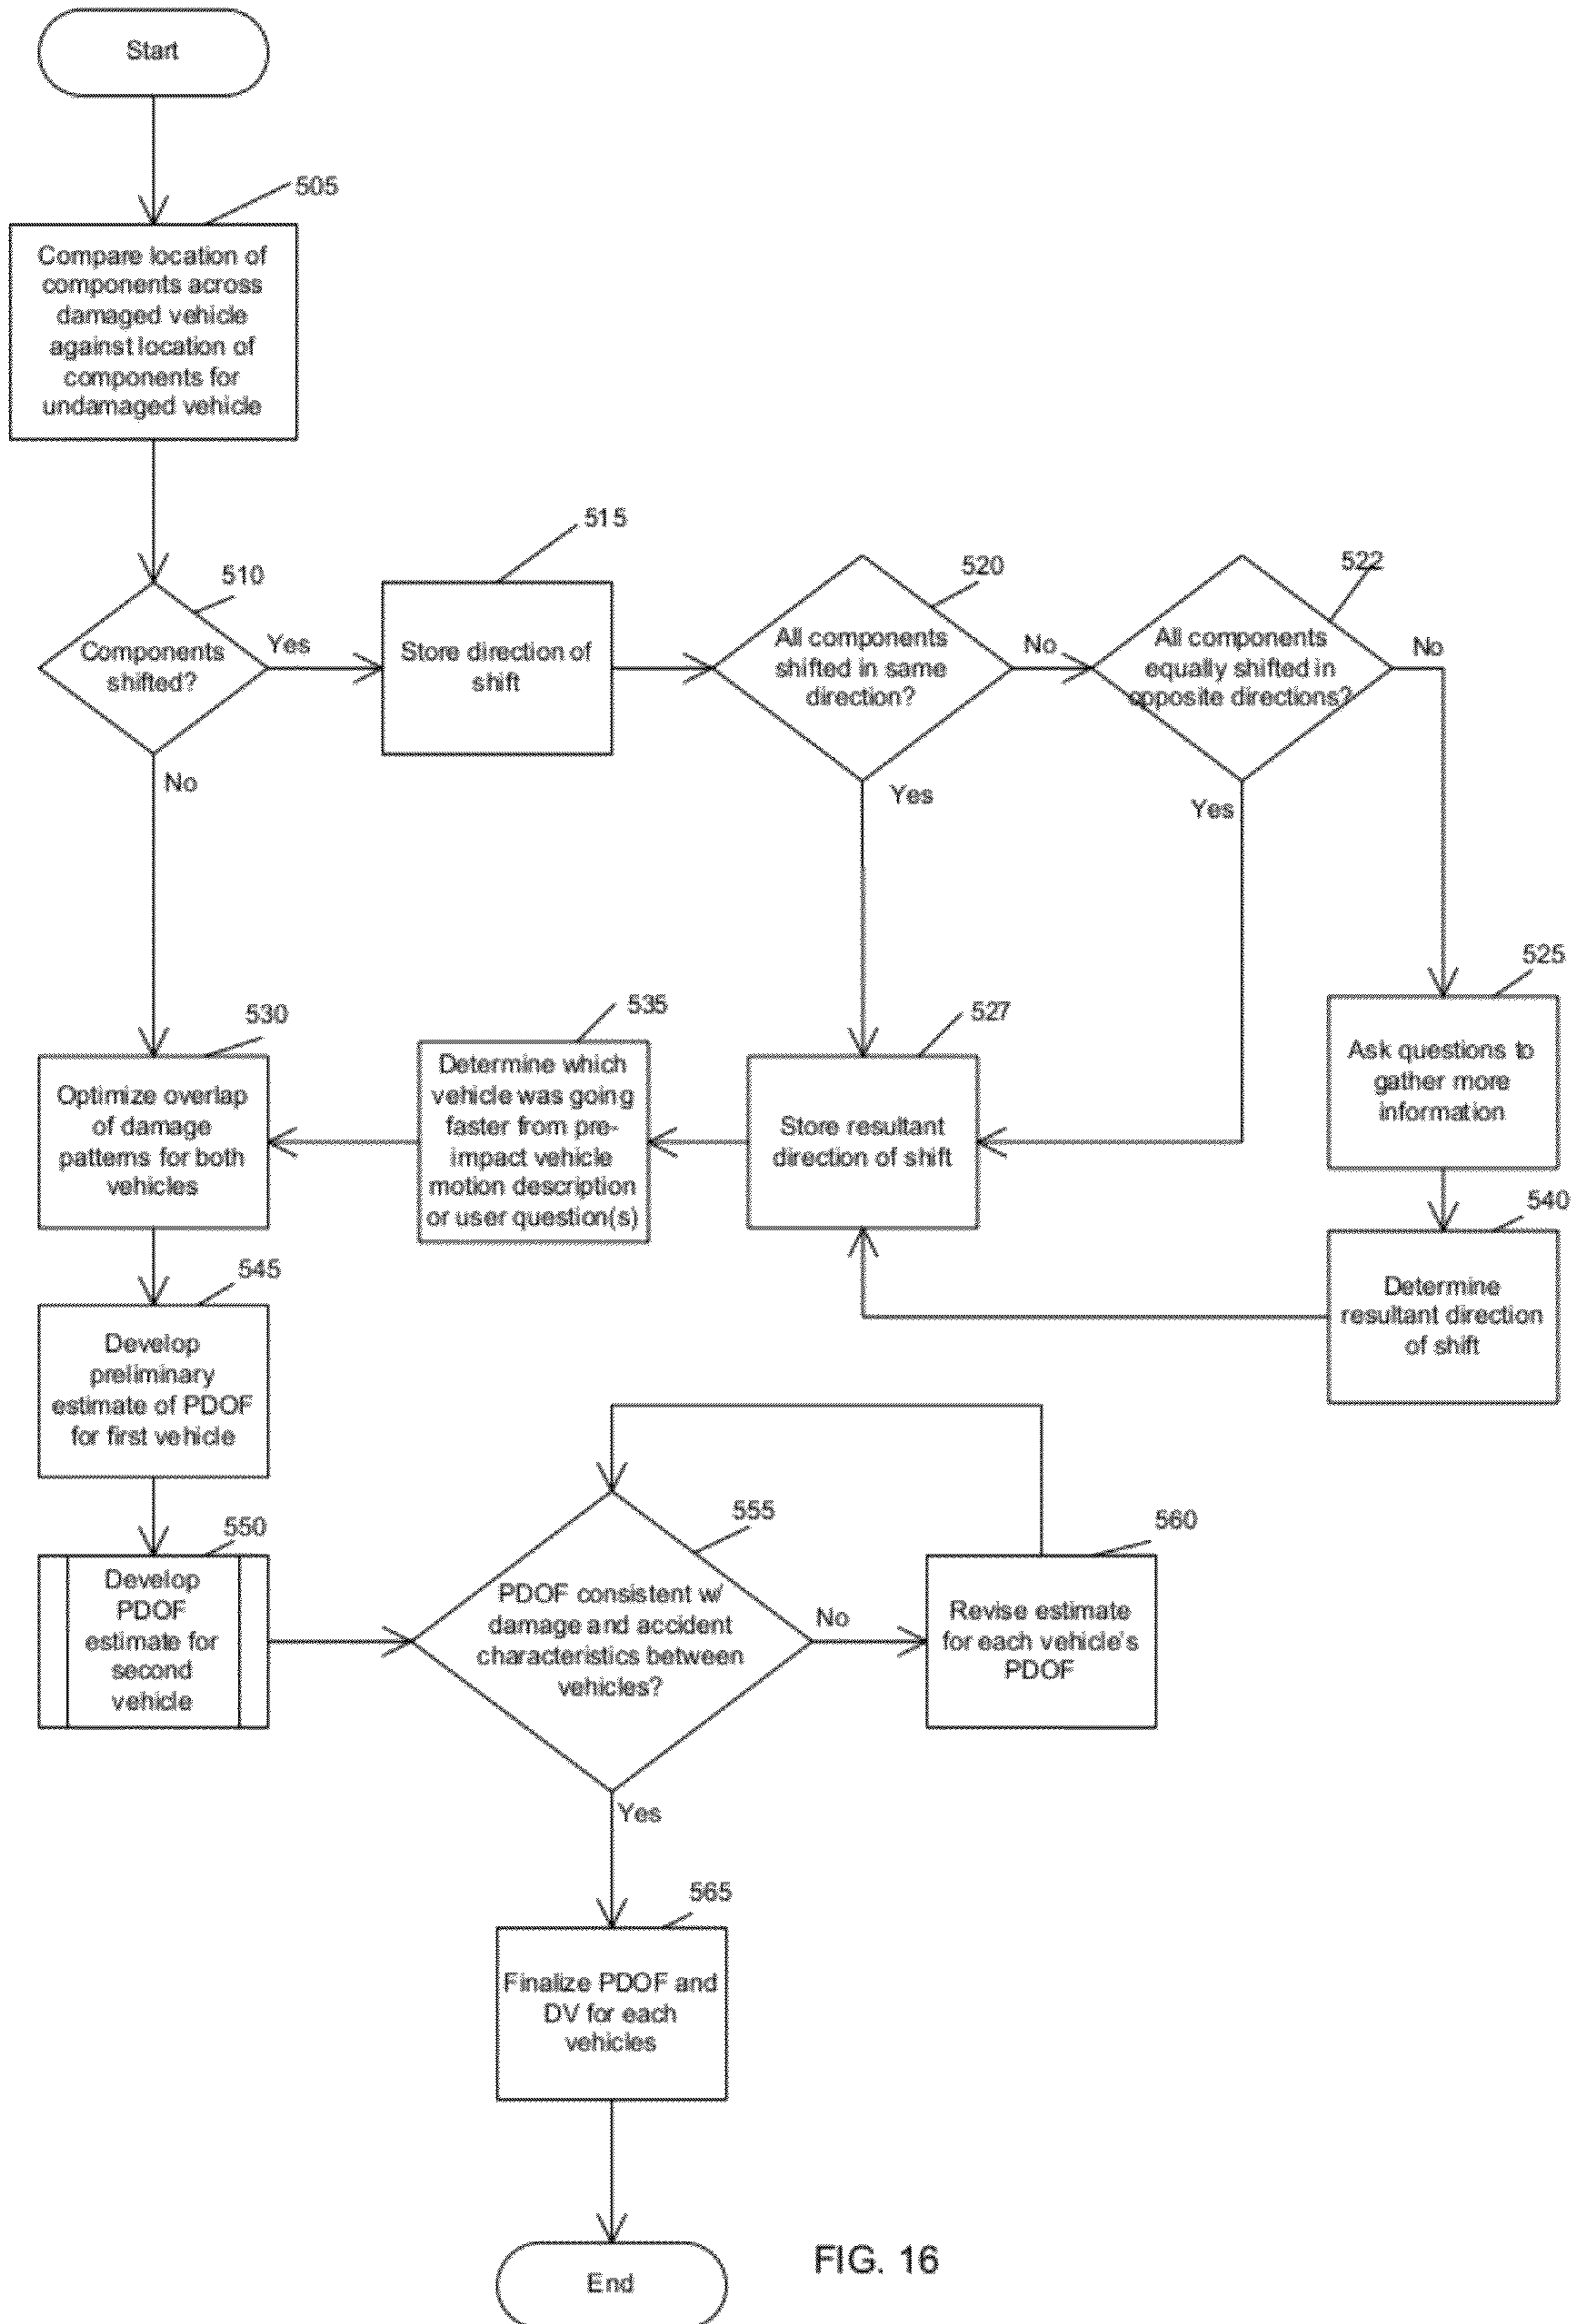 Start
505
Compare location of
components across
damaged vehicle
against location of
components for
undamaged vehicle
510
Components
shifted?
Yes
No
515
Store direction of
shift
520
All components
shifted in same
direction?
No
Yes
522
All components
equally shifted in
opposite directions?
No
Yes
525
Ask questions to
gather more
information
540
Determine
resultant direction
of shift
527
Store resultant
direction of shift
535
Determine which
vehicle was going
faster from pre-
impact vehicle
motion description
or user question(s)
530
Optimize overlap
of damage
patterns for both
vehicles
545
Develop
preliminary
estimate of PDOF
for first vehicle
550
Develop
PDOF
estimate for
second
vehicle
555
PDOF consistent w/
damage and accident
characteristics between
vehicles?
No
Yes
560
Revise estimate
for each vehicle's
PDOF
565
Finalize PDOF and
DV for each
vehicles
End
FIG. 16